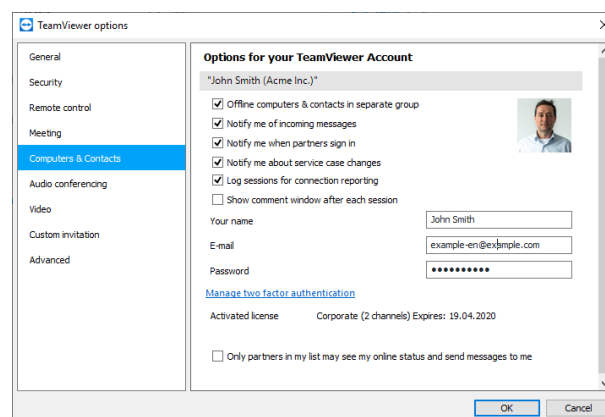 TeamViewer options
General
Security
Remote control
Meeting
Computers & Contacts
Audio conferencing
Video
Custom invitation
Advanced
Options for your TeamViewer Account
"John Smith (Acme Inc.)"
Offline computers & contacts in separate group
Notify me of incoming messages
Notify me when partners sign in
Notify me about service case changes
Log sessions for connection reporting
Show comment window after each session
Your name John Smith
E-mail example-en@example.com
Password ••••••••••
Manage two factor authentication
Activated license Corporate (2 channels) Expires: 19.04.2020
Only partners in my list may see my online status and send messages to me
OK Cancel